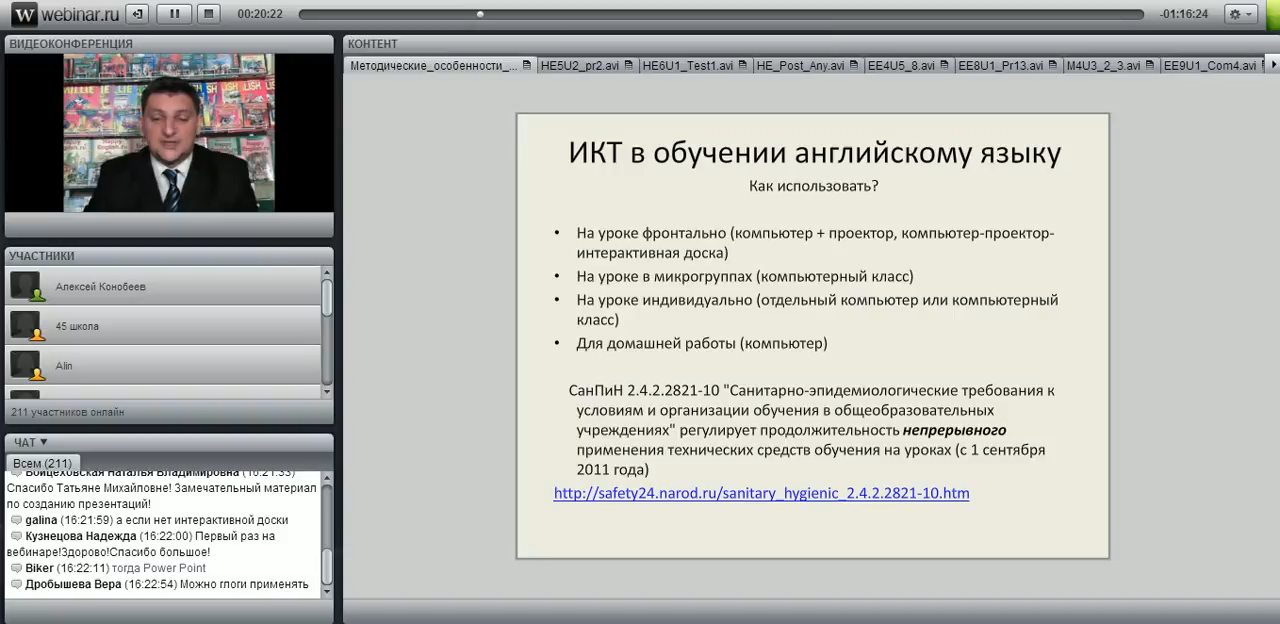 webinar.ru
00:20:22
-01:16:24
ВИДЕОКОНФЕРЕНЦИЯ
УЧАСТНИКИ
Алексей Конобеев
45 школа
Alin
211 участников онлайн
ЧАТ
Всем (211)
Войцеховская Наталья Владимировна (16:21:33)
Спасибо Татьяне Михайловне! Замечательный материал
по созданию презентаций!
galina (16:21:59) а если нет интерактивной доски
Кузнецова Надежда (16:22:00) Первый раз на
вебинаре!Здорово!Спасибо большое!
Biker (16:22:11) тогда Power Point
Дробышева Вера (16:22:54) Можно глоги применять
КОНТЕНТ
Методические_особенности_... HE5U2_pr2.avi HE6U1_Test1.avi HE_Post_Any.avi EE4U5_8.avi EE8U1_Pr13.avi M4U3_2_3.avi EE9U1_Com4.avi
ИКТ в обучении английскому языку
Как использовать?
• На уроке фронтально (компьютер + проектор, компьютер-проектор-
интерактивная доска)
• На уроке в микрогруппах (компьютерный класс)
• На уроке индивидуально (отдельный компьютер или компьютерный
класс)
• Для домашней работы (компьютер)
СанПиН 2.4.2.2821-10 "Санитарно-эпидемиологические требования к
условиям и организации обучения в общеобразовательных
учреждениях" регулирует продолжительность непрерывного
применения технических средств обучения на уроках (с 1 сентября
2011 года)
http://safety24.narod.ru/sanitary_hygienic_2.4.2.2821-10.htm